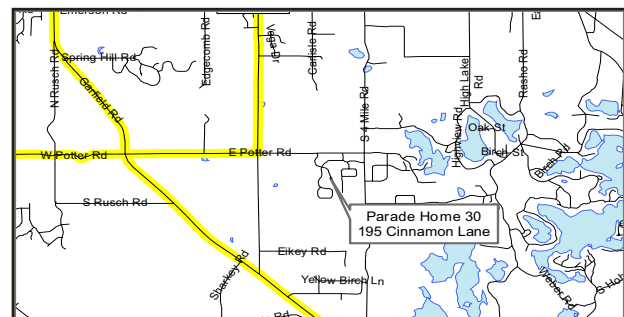 Emerson Rd
Spring Hill Rd
N Rusch Rd
Garfield Rd
Edgecomb Rd
Vega Dr
Carlisle Rd
S 4 Mile Rd
High Lake
Rd
Rasho Rd
Highview Rd
Oak St
Birch St
Birch Rd
W Potter Rd
E Potter Rd
S Rusch Rd
Parade Home 30
195 Cinnamon Lane
Eikey Rd
Sharkey Rd
Yellow Birch Ln
Weber Rd
Rd